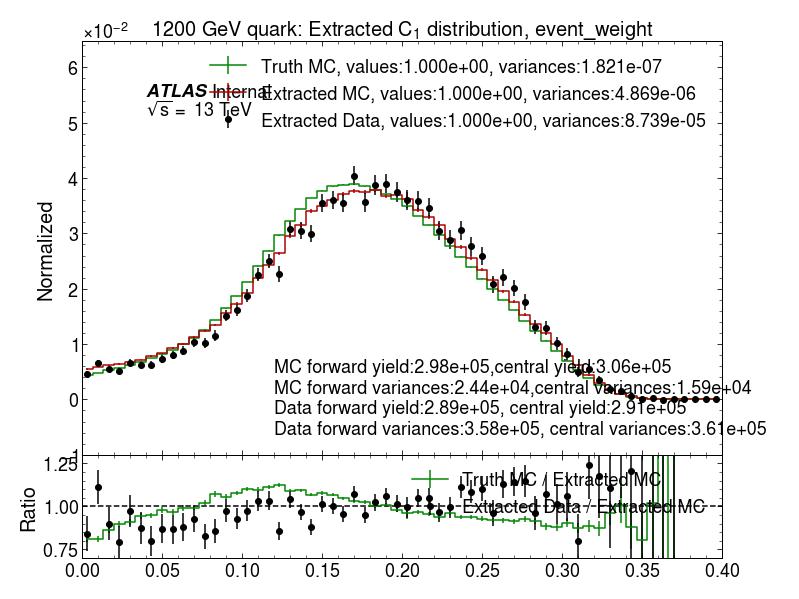 ×10⁻² 1200 GeV quark: Extracted C₁ distribution, event_weight
Truth MC, values:1.000e+00, variances:1.821e-07
ATLAS Internal
Extracted MC, values:1.000e+00, variances:4.869e-06
√s = 13 TeV
Extracted Data, values:1.000e+00, variances:8.739e-05
6
5
4
3
2
1
0
Normalized
MC forward yield:2.98e+05,central yield:3.06e+05
MC forward variances:2.44e+04,central variances:1.59e+04
Data forward yield:2.89e+05, central yield:2.91e+05
Data forward variances:3.58e+05, central variances:3.61e+05
1.25
1.00
0.75
Ratio
Truth MC / Extracted MC
Extracted Data / Extracted MC
0.00 0.05 0.10 0.15 0.20 0.25 0.30 0.35 0.40